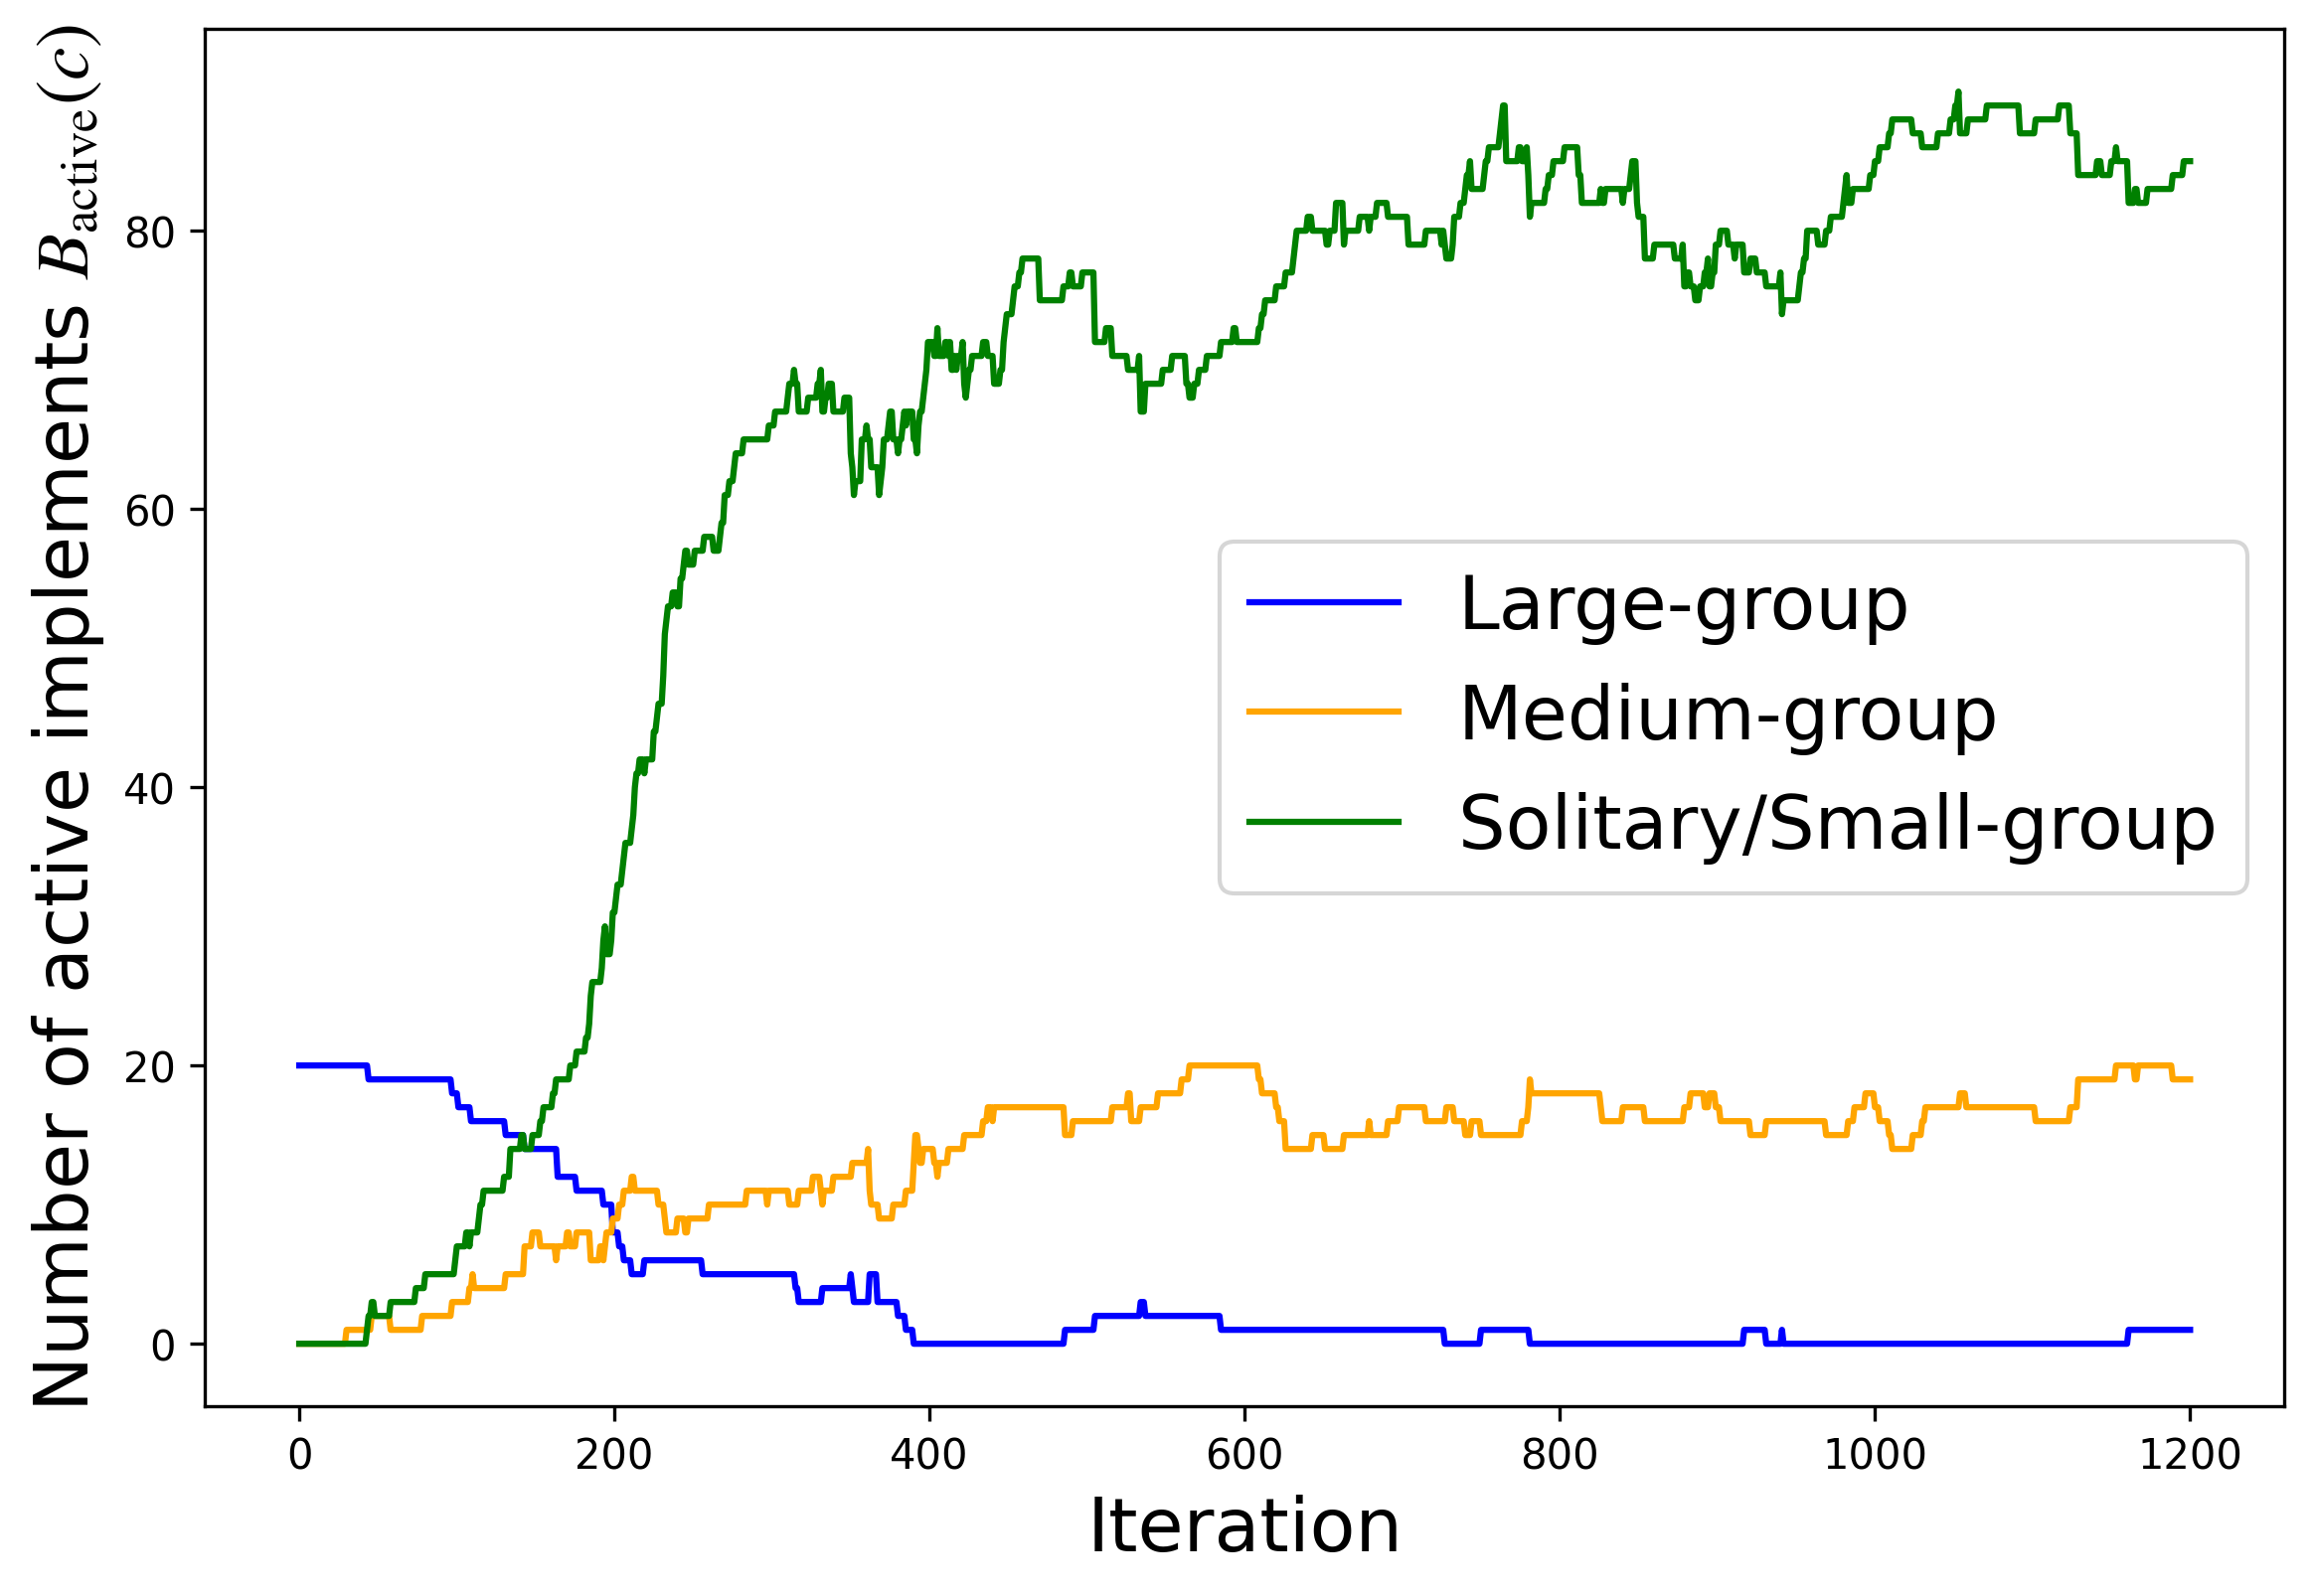 Number of active implements B_active(c)
80
60
40
20
0
Large-group
Medium-group
Solitary/Small-group
0 200 400 600 800 1000 1200
Iteration